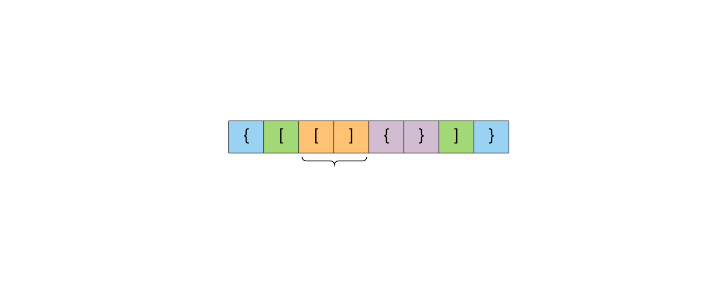 { [ [ ] { } ] }